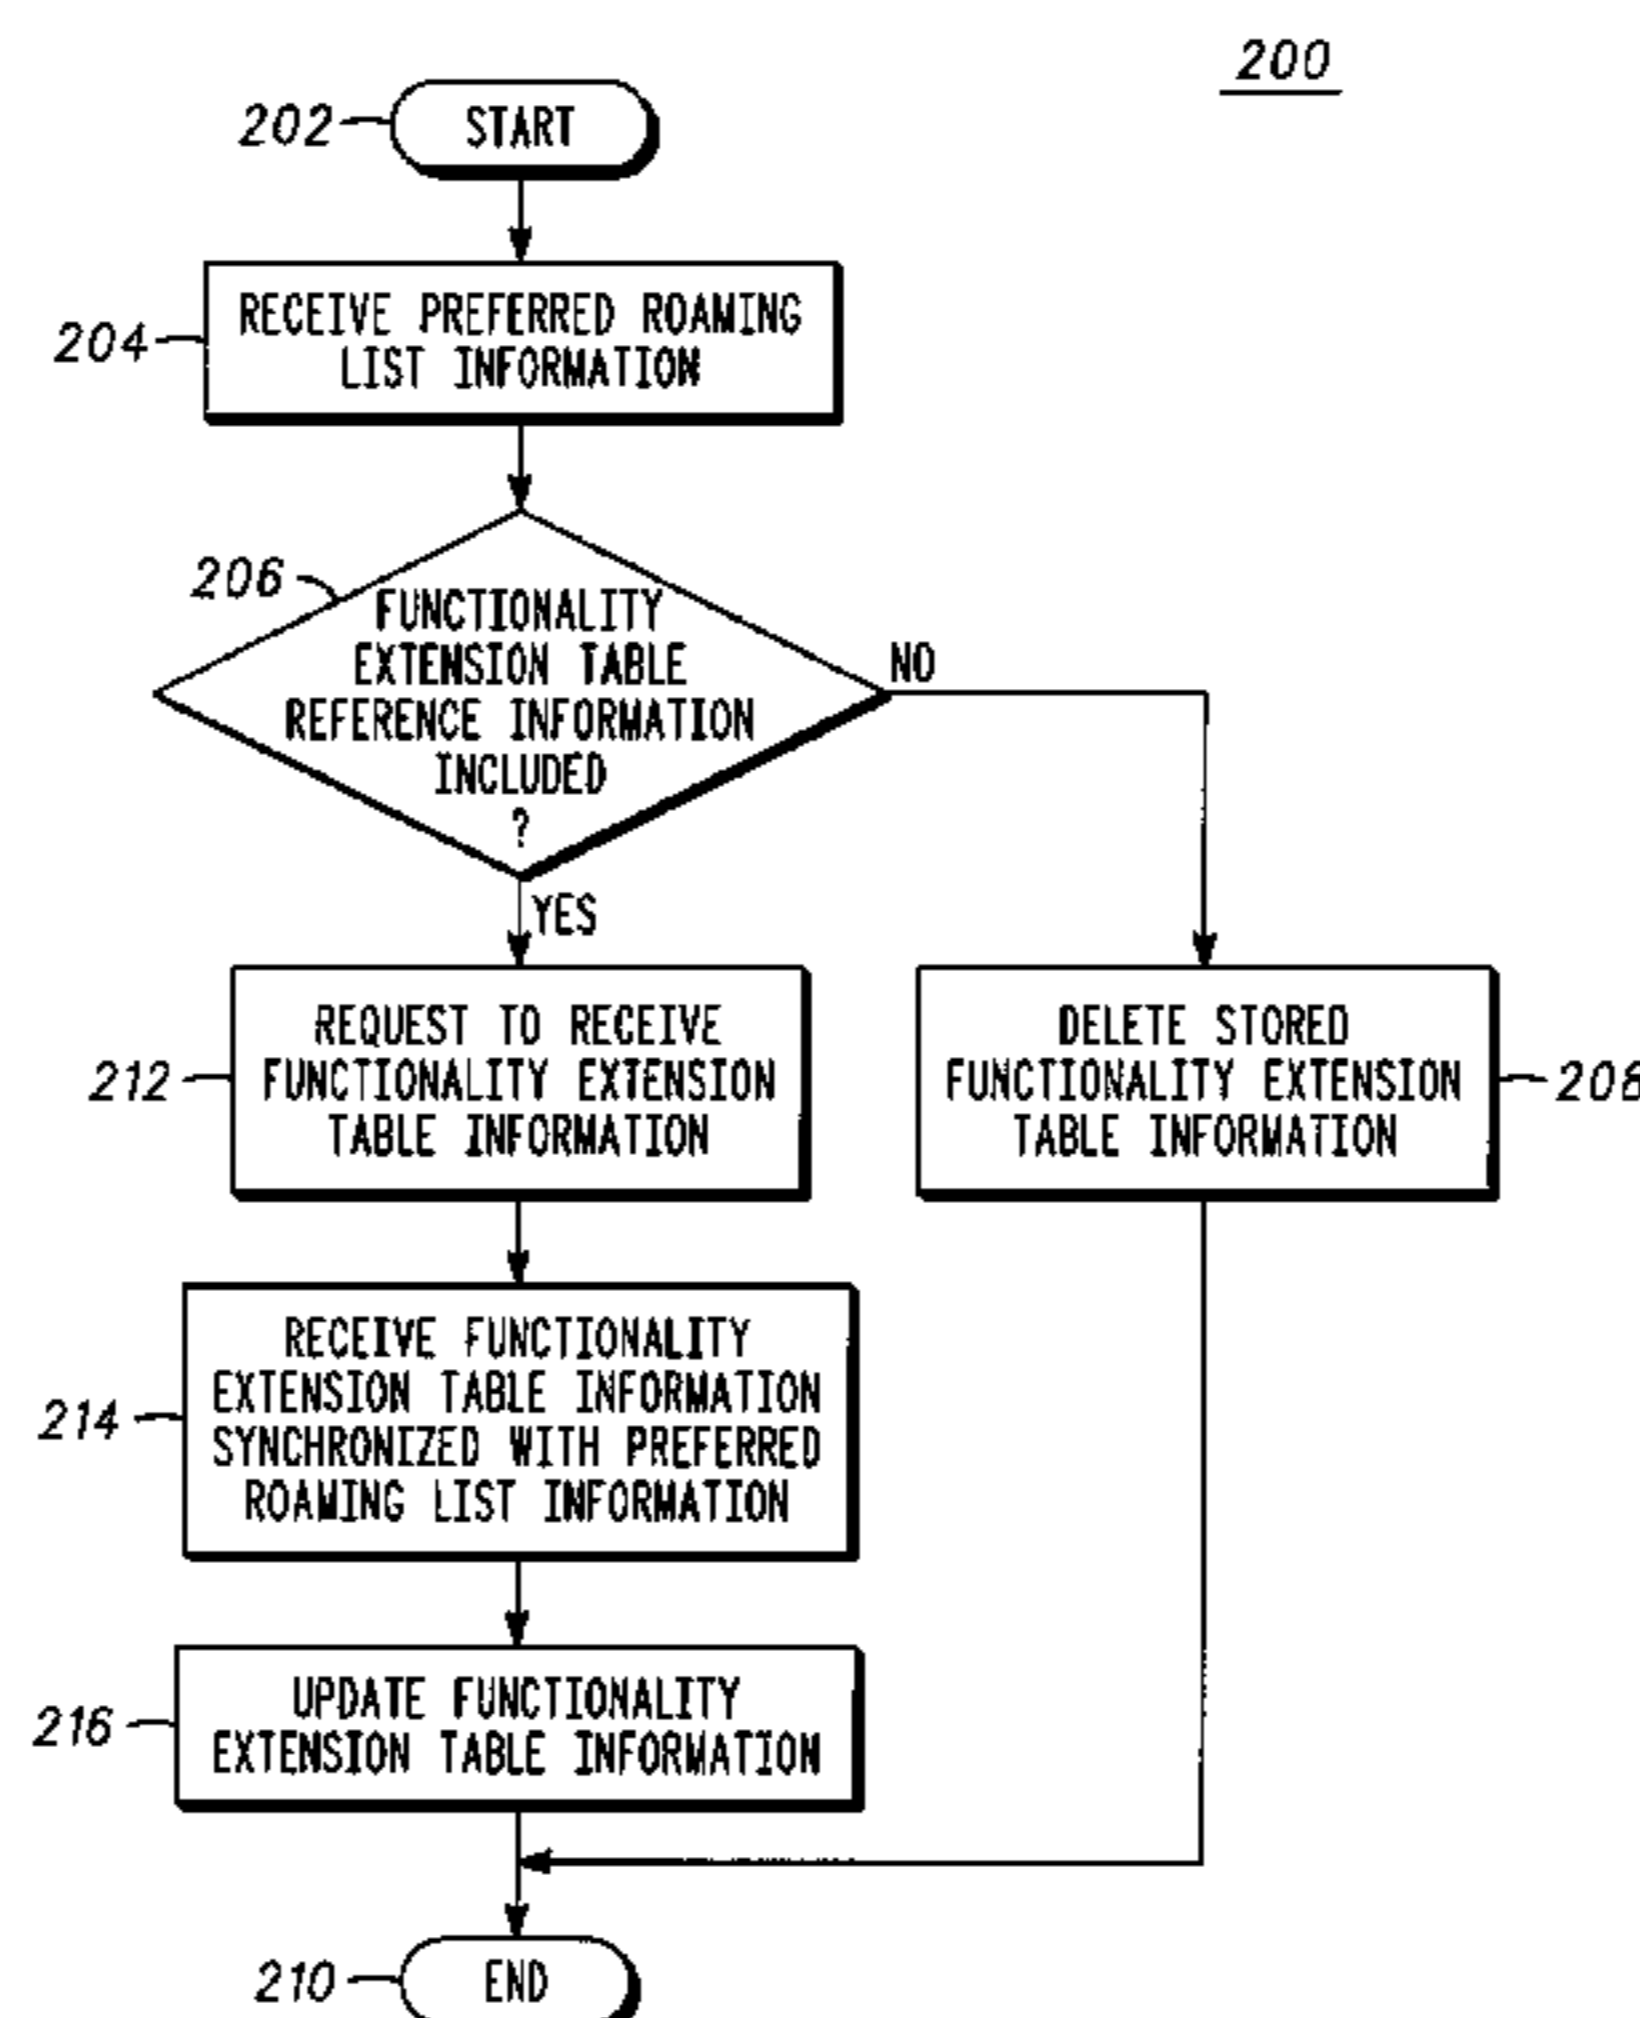 200
202
START
204
RECEIVE PREFERRED ROAMING
LIST INFORMATION
206
FUNCTIONALITY
EXTENSION TABLE
REFERENCE INFORMATION
INCLUDED
?
NO
YES
212
REQUEST TO RECEIVE
FUNCTIONALITY EXTENSION
TABLE INFORMATION
DELETE STORED
FUNCTIONALITY EXTENSION
TABLE INFORMATION
208
214
RECEIVE FUNCTIONALITY
EXTENSION TABLE INFORMATION
SYNCHRONIZED WITH PREFERRED
ROAMING LIST INFORMATION
216
UPDATE FUNCTIONALITY
EXTENSION TABLE INFORMATION
210
END